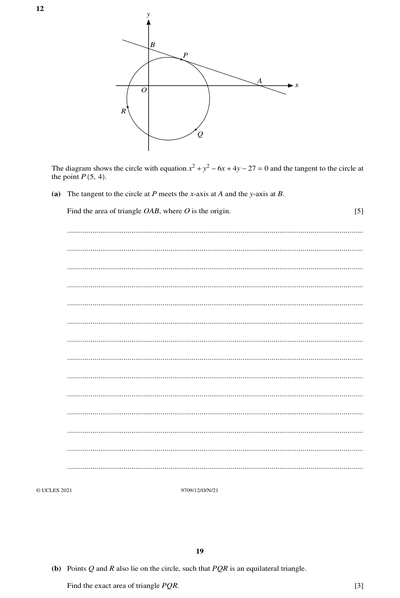 12
y
B
P
A
O
x
R
Q
The diagram shows the circle with equation x² + y² − 6x + 4y − 27 = 0 and the tangent to the circle at
the point P (5, 4).
(a) The tangent to the circle at P meets the x-axis at A and the y-axis at B.
Find the area of triangle OAB, where O is the origin. [5]
© UCLES 2021 9709/12/O/N/21
19
(b) Points Q and R also lie on the circle, such that PQR is an equilateral triangle.
Find the exact area of triangle PQR. [3]